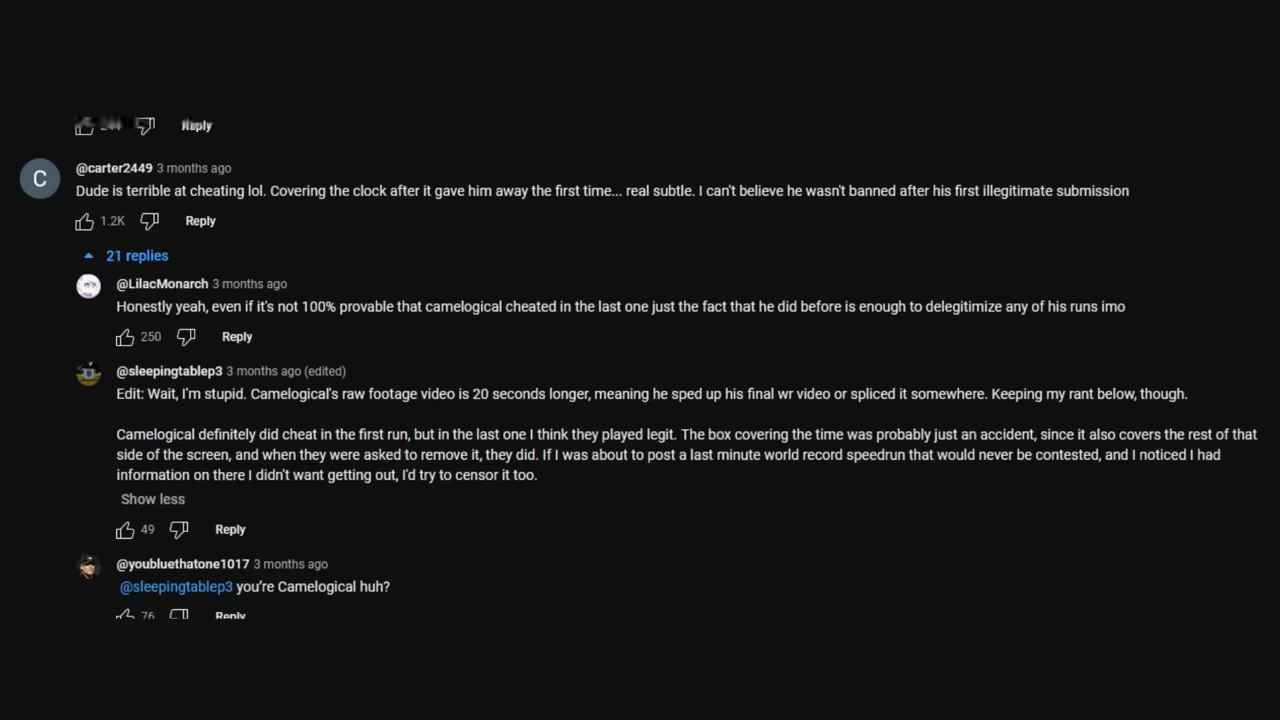 Reply
@carter2449 3 months ago
Dude is terrible at cheating lol. Covering the clock after it gave him away the first time... real subtle. I can't believe he wasn't banned after his first illegitimate submission
1.2K Reply
21 replies
@LilacMonarch 3 months ago
Honestly yeah, even if it's not 100% provable that camelogical cheated in the last one just the fact that he did before is enough to delegitimize any of his runs imo
250 Reply
@sleepingtablep3 3 months ago (edited)
Edit: Wait, I'm stupid. Camelogical's raw footage video is 20 seconds longer, meaning he sped up his final wr video or spliced it somewhere. Keeping my rant below, though.
Camelogical definitely did cheat in the first run, but in the last one I think they played legit. The box covering the time was probably just an accident, since it also covers the rest of that
side of the screen, and when they were asked to remove it, they did. If I was about to post a last minute world record speedrun that would never be contested, and I noticed I had
information on there I didn't want getting out, I'd try to censor it too.
Show less
49 Reply
@youbluethatone1017 3 months ago
@sleepingtablep3 you're Camelogical huh?
76 Reply